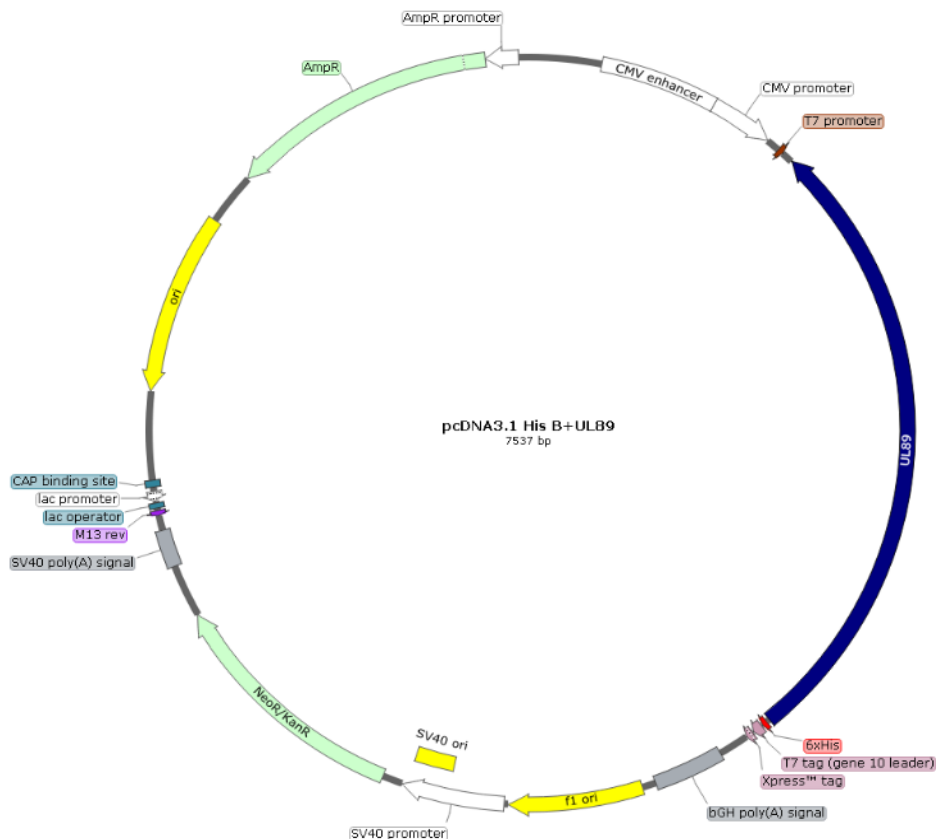 AmpR promoter
AmpR
CMV enhancer
CMV promoter
T7 promoter
ori
pcDNA3.1 His B+UL89
7537 bp
UL89
CAP binding site
lac promoter
lac operator
M13 rev
SV40 poly(A) signal
NeoR/KanR
SV40 ori
6xHis
T7 tag (gene 10 leader)
Xpress™ tag
f1 ori
bGH poly(A) signal
SV40 promoter